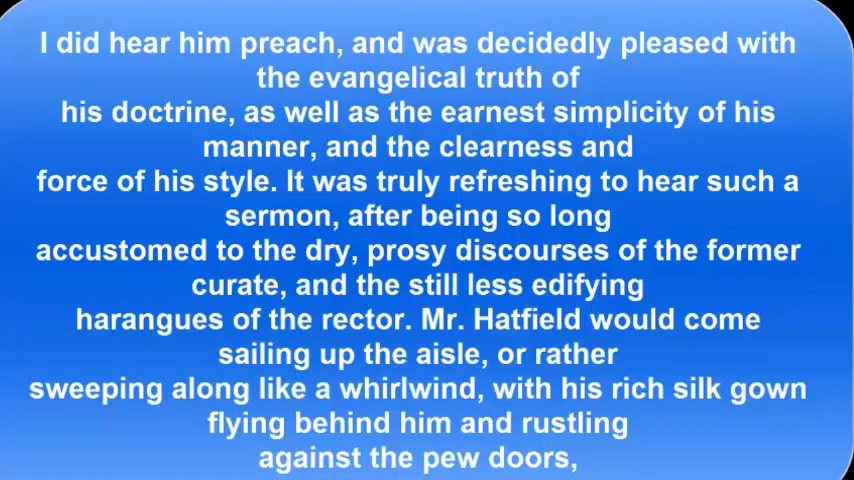 I did hear him preach, and was decidedly pleased with
the evangelical truth of
his doctrine, as well as the earnest simplicity of his
manner, and the clearness and
force of his style. It was truly refreshing to hear such a
sermon, after being so long
accustomed to the dry, prosy discourses of the former
curate, and the still less edifying
harangues of the rector. Mr. Hatfield would come
sailing up the aisle, or rather
sweeping along like a whirlwind, with his rich silk gown
flying behind him and rustling
against the pew doors,